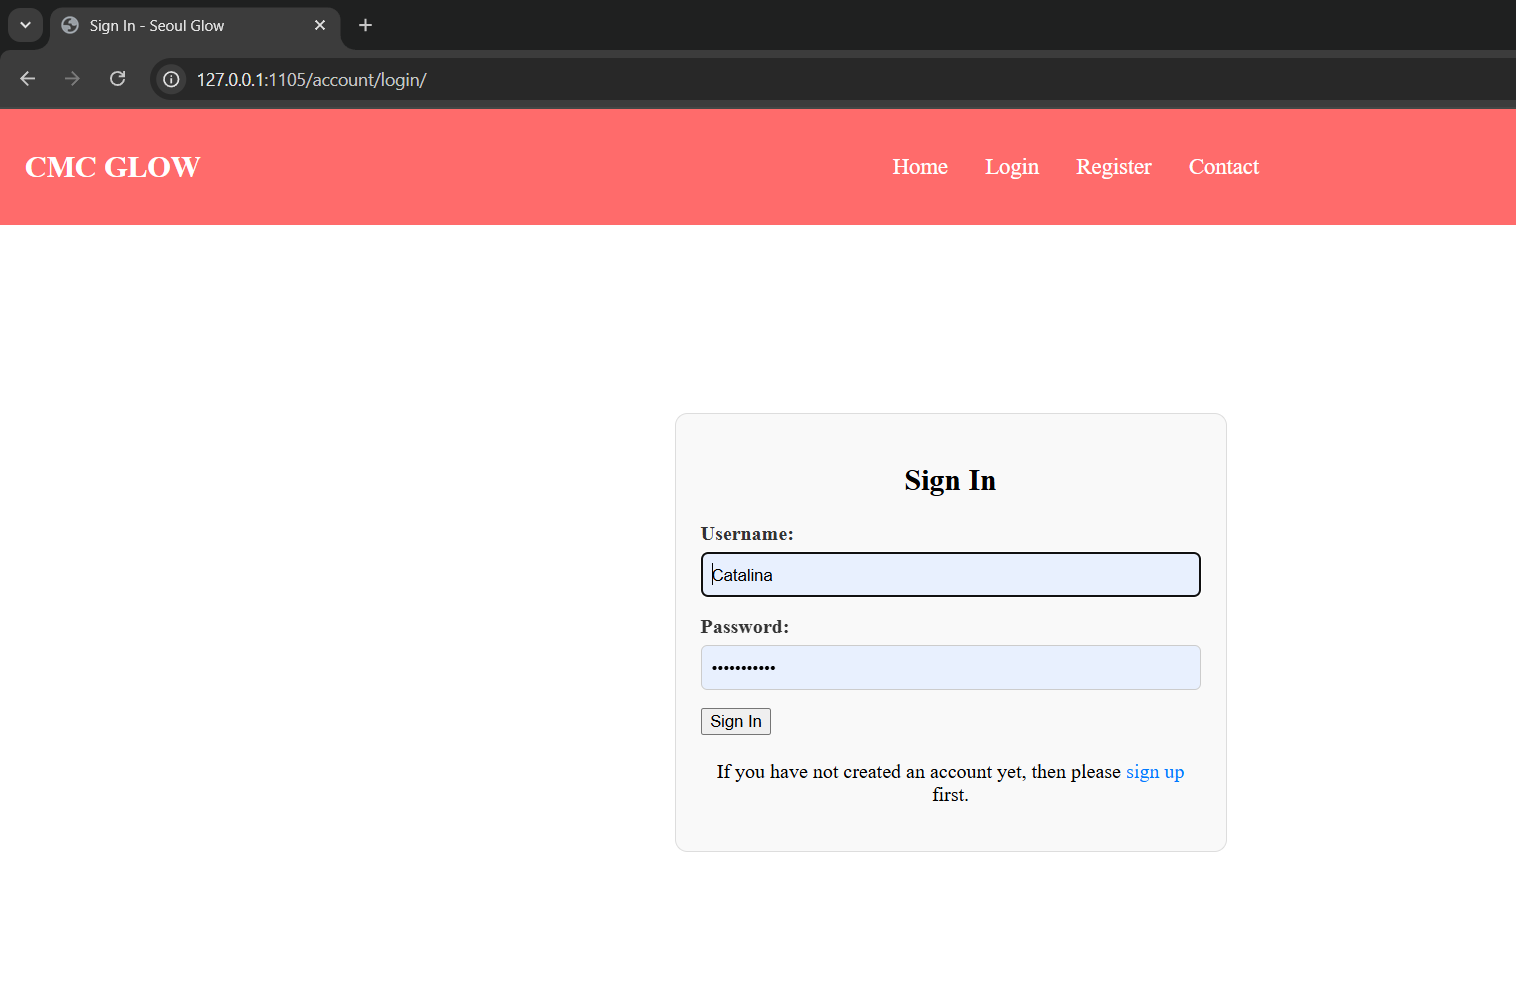 Sign In - Seoul Glow
127.0.0.1:1105/account/login/
CMC GLOW
Home Login Register Contact
Sign In
Username:
Catalina
Password:
•••••••••••
Sign In
If you have not created an account yet, then please sign up
first.